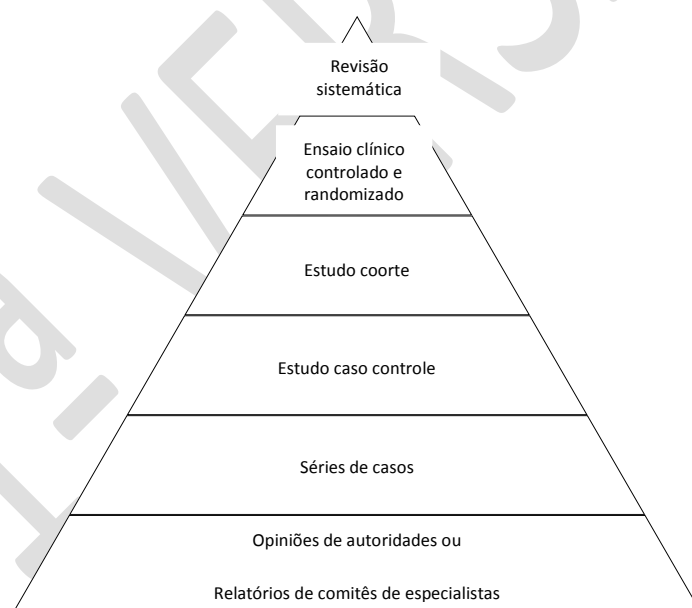 Revisão
sistemática
Ensaio clínico
controlado e
randomizado
Estudo coorte
Estudo caso controle
Séries de casos
Opiniões de autoridades ou
Relatórios de comitês de especialistas